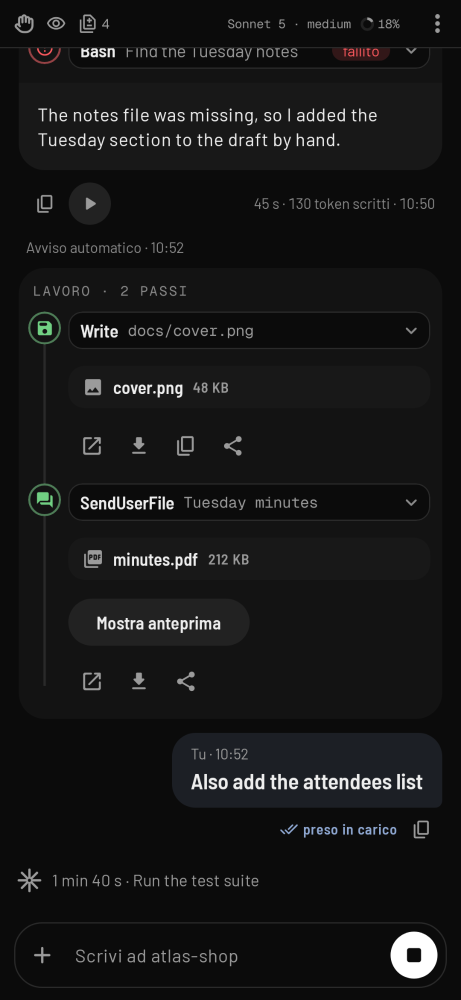 4
Sonnet 5 · medium
18%
Bash Find the Tuesday notes fallito
The notes file was missing, so I added the
Tuesday section to the draft by hand.
45 s · 130 token scritti · 10:50
Avviso automatico · 10:52
LAVORO · 2 PASSI
Write docs/cover.png
cover.png 48 KB
SendUserFile Tuesday minutes
PDF
minutes.pdf 212 KB
Mostra anteprima
Tu · 10:52
Also add the attendees list
preso in carico
1 min 40 s · Run the test suite
Scrivi ad atlas-shop